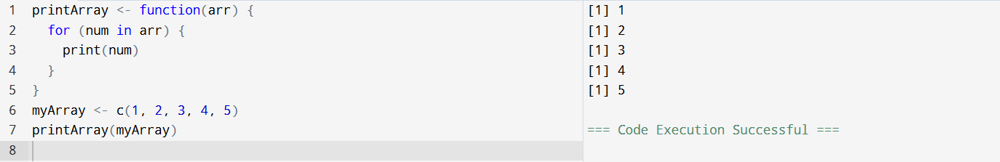 1 printArray <- function(arr) {
2   for (num in arr) {
3     print(num)
4   }
5 }
6 myArray <- c(1, 2, 3, 4, 5)
7 printArray(myArray)
8
[1] 1
[1] 2
[1] 3
[1] 4
[1] 5
=== Code Execution Successful ===